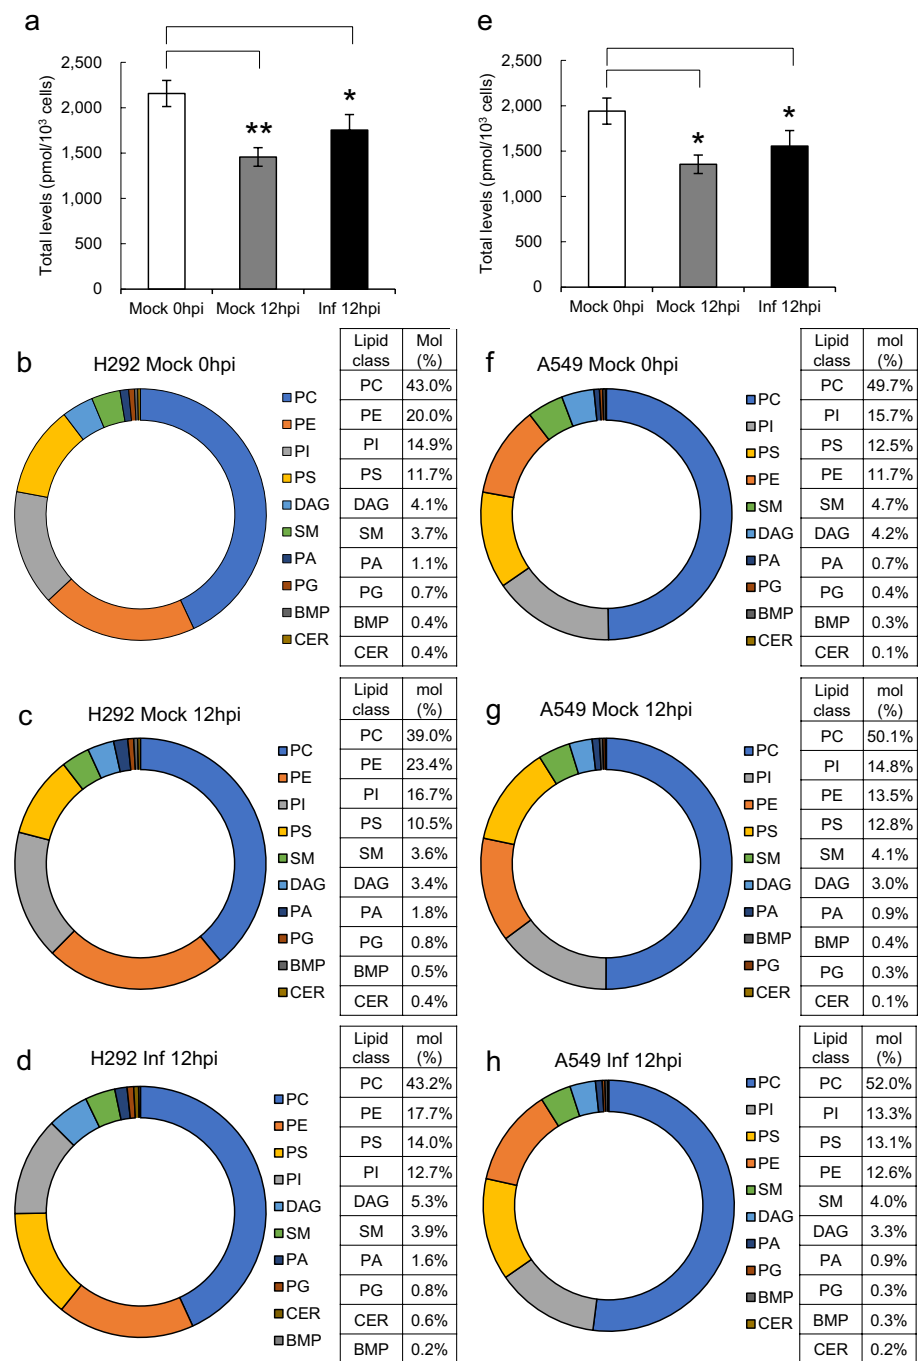 a
Total levels (pmol/10³ cells)
2,500
2,000
1,500
1,000
500
0
**
*
Mock 0hpi Mock 12hpi Inf 12hpi
e
Total levels (pmol/10³ cells)
2,500
2,000
1,500
1,000
500
0
*
*
Mock 0hpi Mock 12hpi Inf 12hpi
b
H292 Mock 0hpi
PC
PE
PI
PS
DAG
SM
PA
PG
BMP
CER
Lipid class Mol (%)
PC 43.0%
PE 20.0%
PI 14.9%
PS 11.7%
DAG 4.1%
SM 3.7%
PA 1.1%
PG 0.7%
BMP 0.4%
CER 0.4%
f
A549 Mock 0hpi
PC
PI
PS
PE
SM
DAG
PA
PG
BMP
CER
Lipid class mol (%)
PC 49.7%
PI 15.7%
PS 12.5%
PE 11.7%
SM 4.7%
DAG 4.2%
PA 0.7%
PG 0.4%
BMP 0.3%
CER 0.1%
c
H292 Mock 12hpi
PC
PE
PI
PS
SM
DAG
PA
PG
BMP
CER
Lipid class mol (%)
PC 39.0%
PE 23.4%
PI 16.7%
PS 10.5%
SM 3.6%
DAG 3.4%
PA 1.8%
PG 0.8%
BMP 0.5%
CER 0.4%
g
A549 Mock 12hpi
PC
PI
PE
PS
SM
DAG
PA
BMP
PG
CER
Lipid class mol (%)
PC 50.1%
PI 14.8%
PE 13.5%
PS 12.8%
SM 4.1%
DAG 3.0%
PA 0.9%
BMP 0.4%
PG 0.3%
CER 0.1%
d
H292 Inf 12hpi
PC
PE
PS
PI
DAG
SM
PA
PG
CER
BMP
Lipid class mol (%)
PC 43.2%
PE 17.7%
PS 14.0%
PI 12.7%
DAG 5.3%
SM 3.9%
PA 1.6%
PG 0.8%
CER 0.6%
BMP 0.2%
h
A549 Inf 12hpi
PC
PI
PS
PE
SM
DAG
PA
PG
BMP
CER
Lipid class mol (%)
PC 52.0%
PI 13.3%
PS 13.1%
PE 12.6%
SM 4.0%
DAG 3.3%
PA 0.9%
PG 0.3%
BMP 0.3%
CER 0.2%